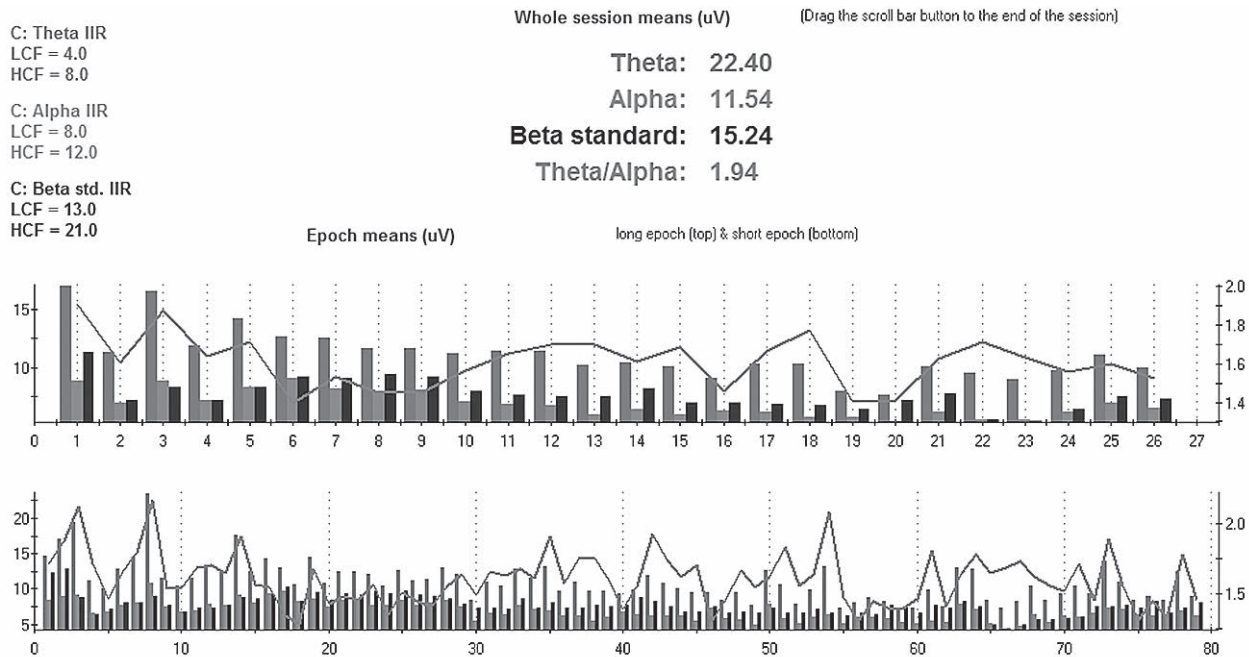 C: Theta IIR
LCF = 4.0
HCF = 8.0
C: Alpha IIR
LCF = 8.0
HCF = 12.0
C: Beta std. IIR
LCF = 13.0
HCF = 21.0
Whole session means (uV)
(Drag the scroll bar button to the end of the session)
Theta: 22.40
Alpha: 11.54
Beta standard: 15.24
Theta/Alpha: 1.94
Epoch means (uV)
long epoch (top) & short epoch (bottom)
15
10
2.0
1.8
1.6
1.4
0 1 2 3 4 5 6 7 8 9 10 11 12 13 14 15 16 17 18 19 20 21 22 23 24 25 26 27
20
15
10
5
2.0
1.5
0 10 20 30 40 50 60 70 80